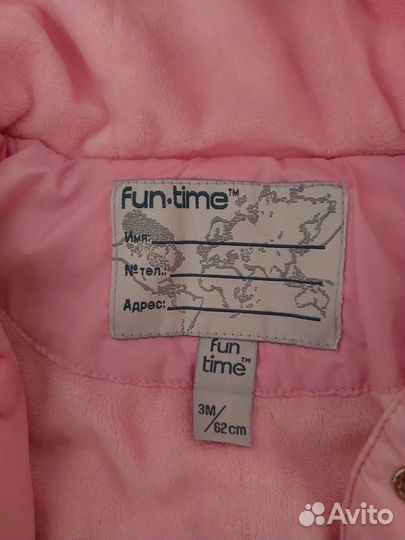 fun·time™
Имя:
№ тел.:
Адрес:
fun
time™
3M/
62cm
Avito